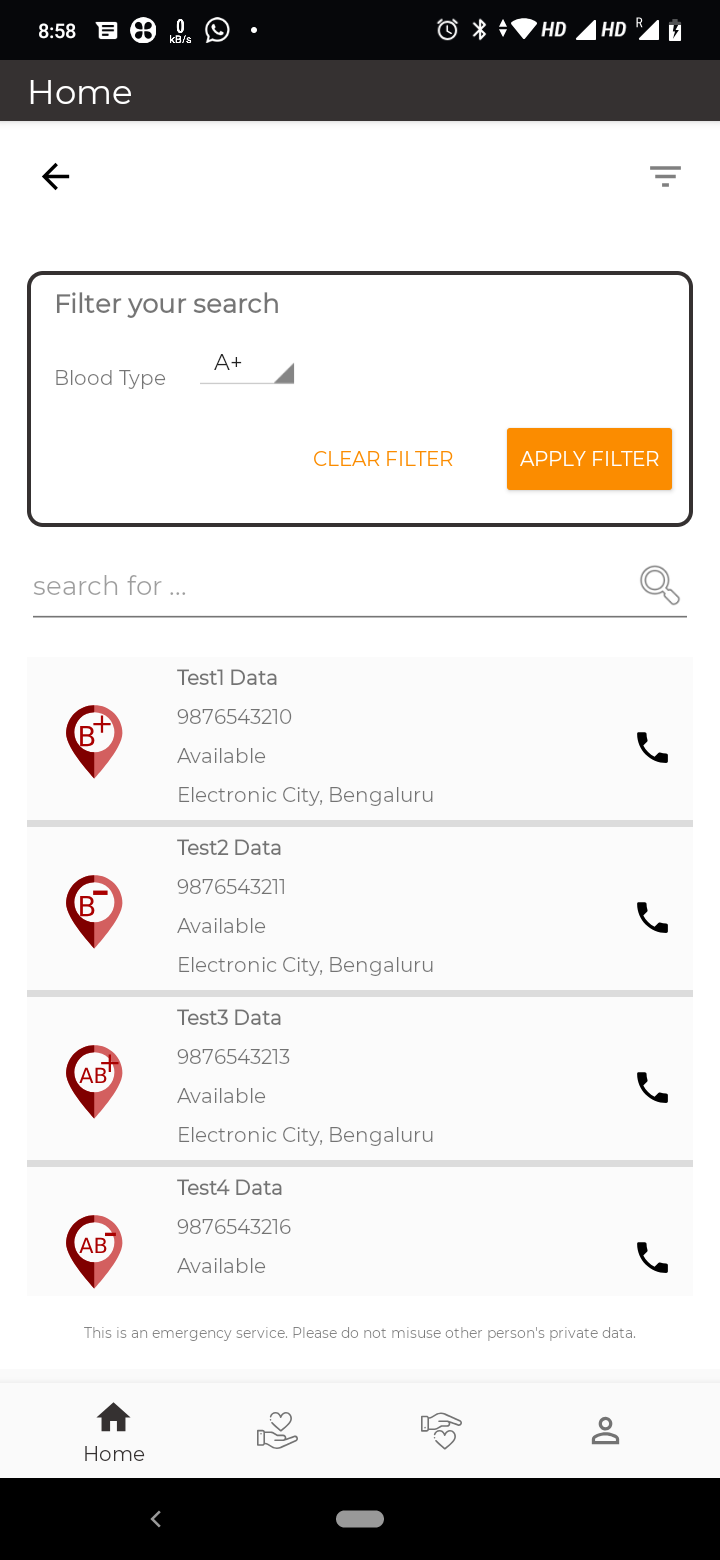 8:58 0 kB/s HD HD R
Home
Filter your search
Blood Type A+
CLEAR FILTER APPLY FILTER
search for ...
Test1 Data
9876543210
B+
Available
Electronic City, Bengaluru
Test2 Data
9876543211
B-
Available
Electronic City, Bengaluru
Test3 Data
9876543213
AB+
Available
Electronic City, Bengaluru
Test4 Data
9876543216
AB-
Available
This is an emergency service. Please do not misuse other person's private data.
Home